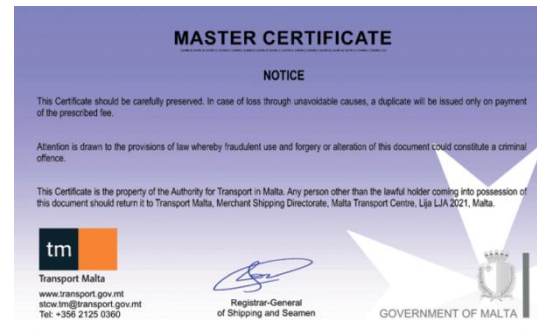 MASTER CERTIFICATE
NOTICE
This Certificate should be carefully preserved. In case of loss through unavoidable causes, a duplicate will be issued only on payment
of the prescribed fee.
Attention is drawn to the provisions of law whereby fraudulent use and forgery or alteration of this document could constitute a criminal
offence.
This Certificate is the property of the Authority for Transport in Malta. Any person other than the lawful holder coming into possession of
this document should return it to Transport Malta, Merchant Shipping Directorate, Malta Transport Centre, Lija LJA 2021, Malta.
tm
Transport Malta
www.transport.gov.mt
stcw.tm@transport.gov.mt
Tel: +356 2125 0360
Registrar-General
of Shipping and Seamen
GOVERNMENT OF MALTA